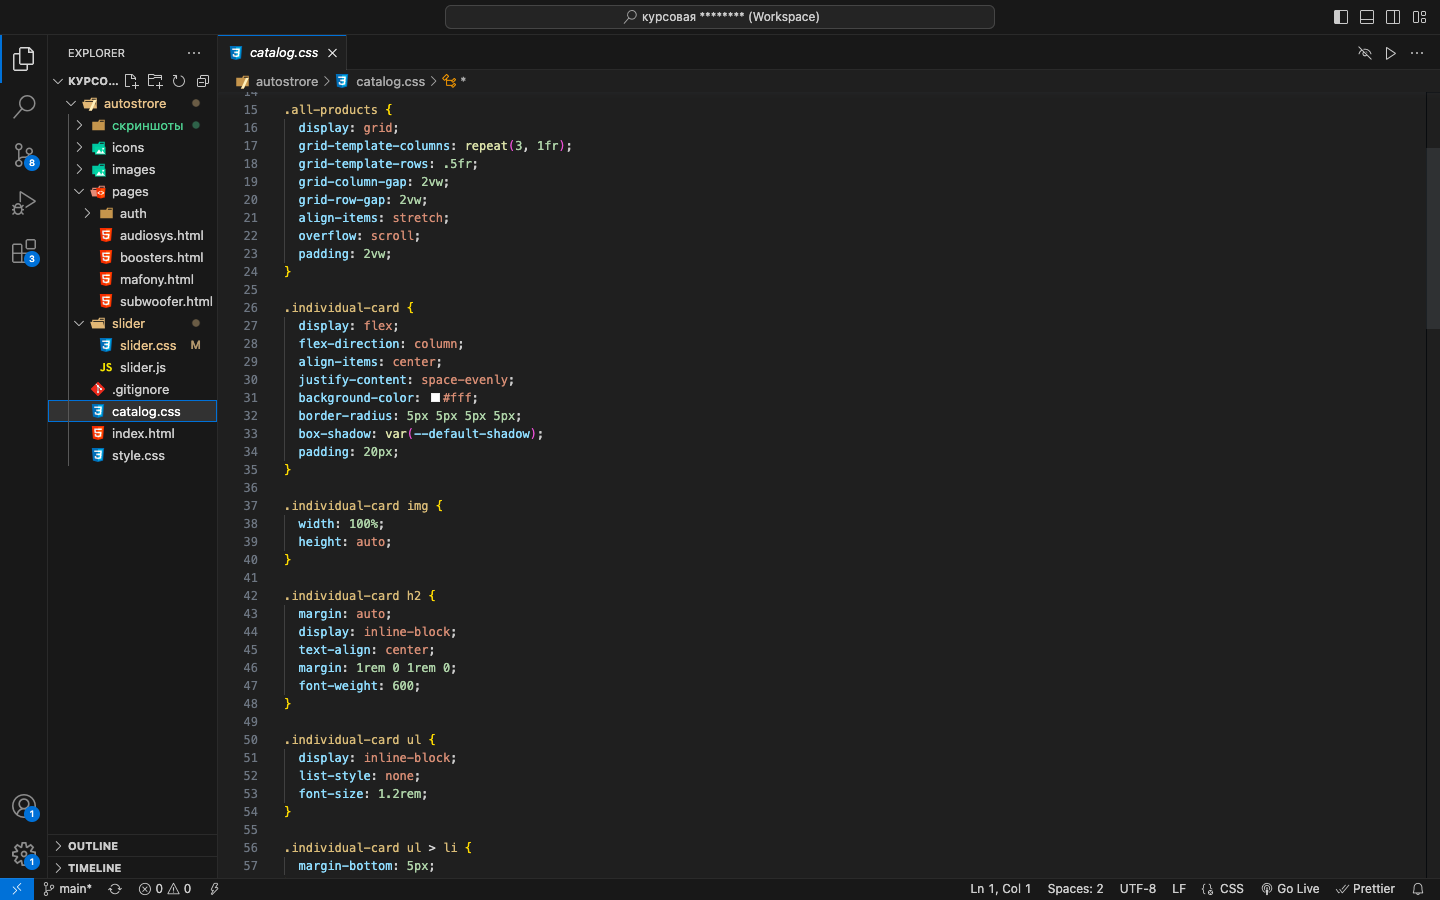 курсовая ******** (Workspace)
EXPLORER
catalog.css
КУРСО...
autostrore > catalog.css > *
autostrore
скриншоты
icons
images
pages
auth
audiosys.html
boosters.html
mafony.html
subwoofer.html
slider
slider.css M
JS slider.js
.gitignore
catalog.css
index.html
style.css
8
3
1
1
OUTLINE
TIMELINE
14
15 .all-products {
16 display: grid;
17 grid-template-columns: repeat(3, 1fr);
18 grid-template-rows: .5fr;
19 grid-column-gap: 2vw;
20 grid-row-gap: 2vw;
21 align-items: stretch;
22 overflow: scroll;
23 padding: 2vw;
24 }
25
26 .individual-card {
27 display: flex;
28 flex-direction: column;
29 align-items: center;
30 justify-content: space-evenly;
31 background-color: #fff;
32 border-radius: 5px 5px 5px 5px;
33 box-shadow: var(--default-shadow);
34 padding: 20px;
35 }
36
37 .individual-card img {
38 width: 100%;
39 height: auto;
40 }
41
42 .individual-card h2 {
43 margin: auto;
44 display: inline-block;
45 text-align: center;
46 margin: 1rem 0 1rem 0;
47 font-weight: 600;
48 }
49
50 .individual-card ul {
51 display: inline-block;
52 list-style: none;
53 font-size: 1.2rem;
54 }
55
56 .individual-card ul > li {
57 margin-bottom: 5px;
main* 0 0 Ln 1, Col 1 Spaces: 2 UTF-8 LF CSS Go Live Prettier